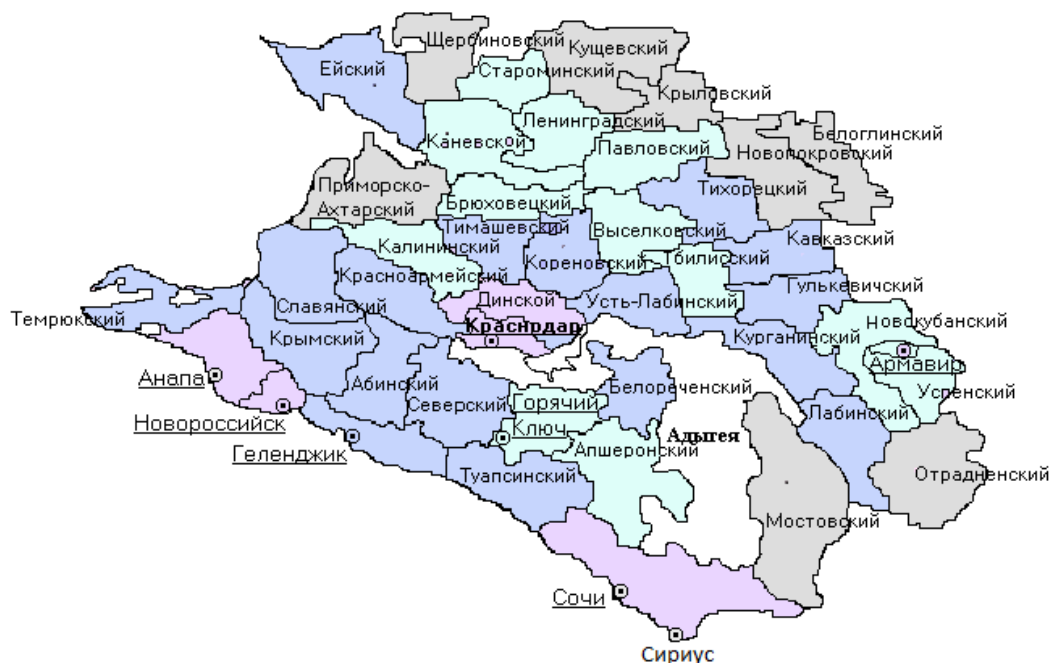 Щербиновский
Кущевский
Ейский
Староминский
Крыловский
Ленинградский
Каневской
Белоглинский
Павловский
Новопокровский
Приморско-
Ахтарский
Тихорецкий
Брюховецкий
Тимашевский
Выселковский
Калининский
Кавказский
Кореновский
Тбилисский
Красноармейский
Динской
Усть-Лабинский
Гулькевичский
Славянский
Темрюкский
Краснрдар
Новокубанский
Крымский
Курганинский
Армавир
Анапа
Абинский
Белореченский
Успенский
Северский
Горячий
Ключ
Лабинский
Новороссийск
Адыгея
Геленджик
Апшеронский
Туапсинский
Отрадненский
Мостовский
Сочи
Сириус